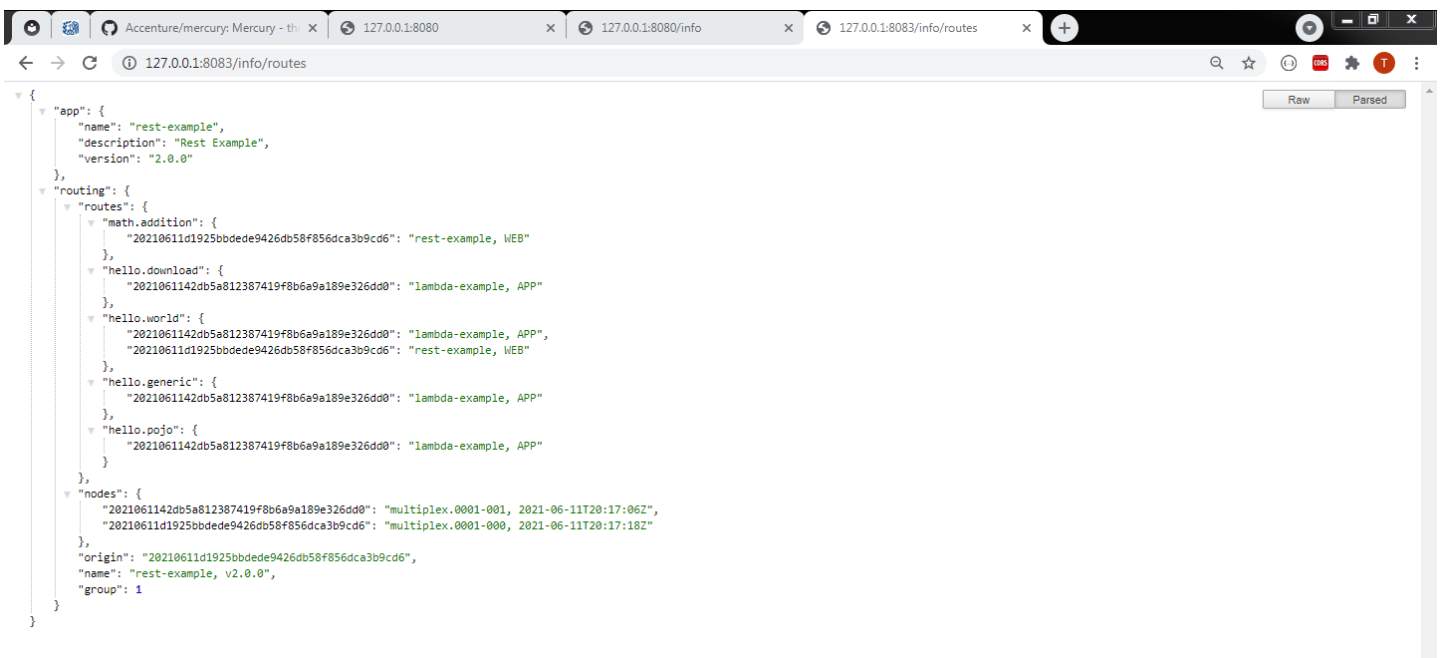 Accenture/mercury: Mercury - th
127.0.0.1:8080
127.0.0.1:8080/info
127.0.0.1:8083/info/routes
127.0.0.1:8083/info/routes
CORS
T
Raw
Parsed
{
"app": {
"name": "rest-example",
"description": "Rest Example",
"version": "2.0.0"
},
"routing": {
"routes": {
"math.addition": {
"20210611d1925bbdede9426db58f856dca3b9cd6": "rest-example, WEB"
},
"hello.download": {
"2021061142db5a812387419f8b6a9a189e326dd0": "lambda-example, APP"
},
"hello.world": {
"2021061142db5a812387419f8b6a9a189e326dd0": "lambda-example, APP",
"20210611d1925bbdede9426db58f856dca3b9cd6": "rest-example, WEB"
},
"hello.generic": {
"2021061142db5a812387419f8b6a9a189e326dd0": "lambda-example, APP"
},
"hello.pojo": {
"2021061142db5a812387419f8b6a9a189e326dd0": "lambda-example, APP"
}
},
"nodes": {
"2021061142db5a812387419f8b6a9a189e326dd0": "multiplex.0001-001, 2021-06-11T20:17:06Z",
"20210611d1925bbdede9426db58f856dca3b9cd6": "multiplex.0001-000, 2021-06-11T20:17:18Z"
},
"origin": "20210611d1925bbdede9426db58f856dca3b9cd6",
"name": "rest-example, v2.0.0",
"group": 1
}
}